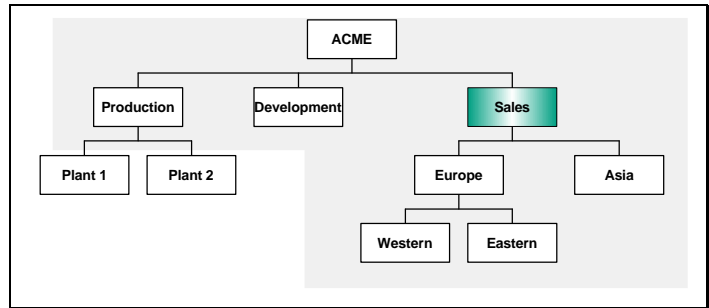 ACME
Production
Development
Sales
Plant 1
Plant 2
Europe
Asia
Western
Eastern